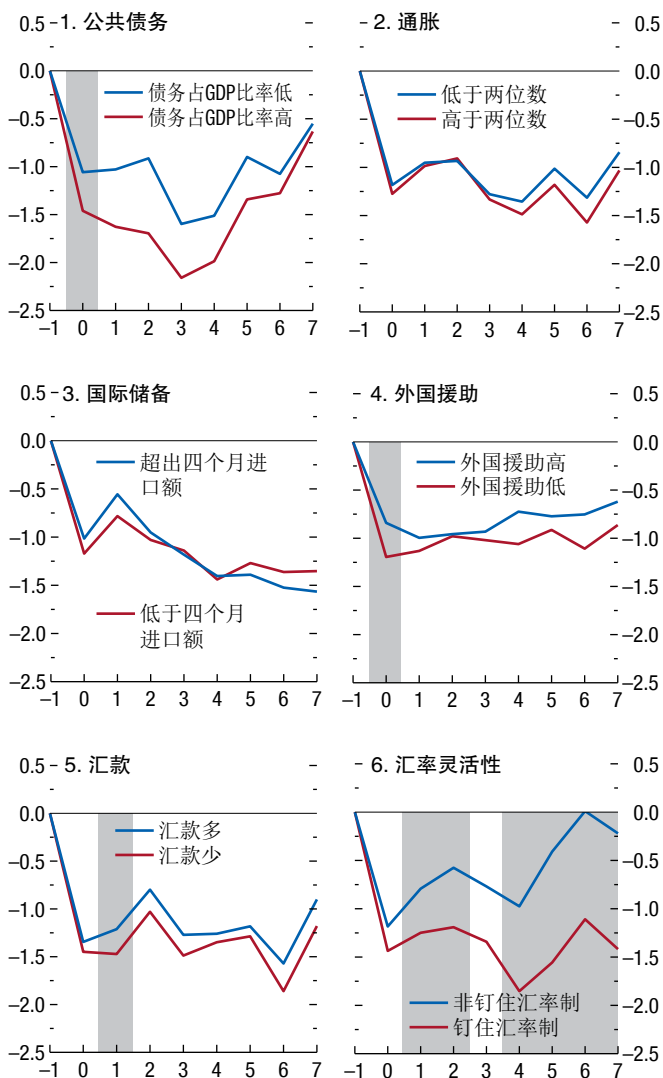 1. 公共债务
0.5
0.0
–0.5
–1.0
–1.5
–2.0
–2.5
债务占GDP比率低
债务占GDP比率高
–1 0 1 2 3 4 5 6 7
2. 通胀
0.5
0.0
–0.5
–1.0
–1.5
–2.0
–2.5
低于两位数
高于两位数
–1 0 1 2 3 4 5 6 7
3. 国际储备
0.5
0.0
–0.5
–1.0
–1.5
–2.0
–2.5
超出四个月进
口额
低于四个月
进口额
–1 0 1 2 3 4 5 6 7
4. 外国援助
0.5
0.0
–0.5
–1.0
–1.5
–2.0
–2.5
外国援助高
外国援助低
–1 0 1 2 3 4 5 6 7
5. 汇款
0.5
0.0
–0.5
–1.0
–1.5
–2.0
–2.5
汇款多
汇款少
–1 0 1 2 3 4 5 6 7
6. 汇率灵活性
0.5
0.0
–0.5
–1.0
–1.5
–2.0
–2.5
非钉住汇率制
钉住汇率制
–1 0 1 2 3 4 5 6 7